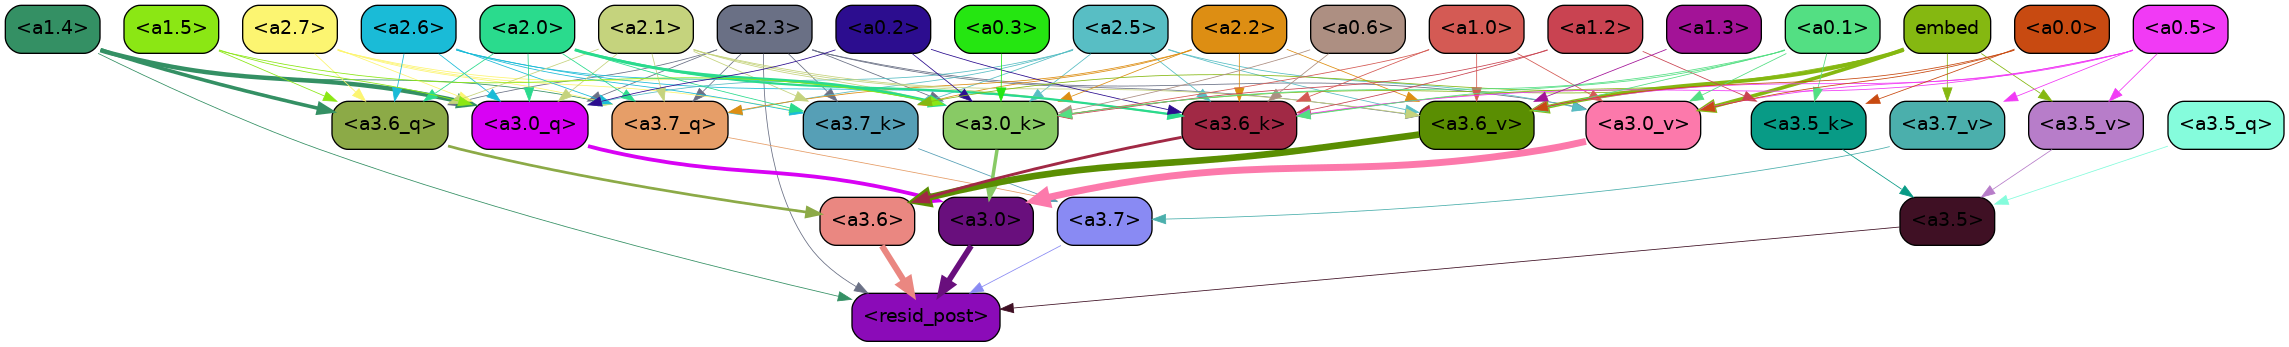 <a1.4> <a1.5> <a2.7> <a2.6> <a2.0> <a2.1> <a2.3> <a0.2> <a0.3> <a2.5> <a2.2> <a0.6> <a1.0> <a1.2> <a1.3> <a0.1> embed <a0.0> <a0.5>
<a3.6_q> <a3.0_q> <a3.7_q> <a3.7_k> <a3.0_k> <a3.6_k> <a3.6_v> <a3.0_v> <a3.5_k> <a3.7_v> <a3.5_v> <a3.5_q>
<a3.6> <a3.0> <a3.7> <a3.5>
<resid_post>